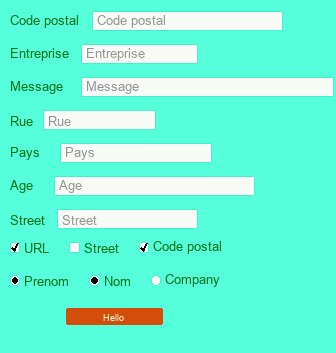 Code postal Code postal
Entreprise Entreprise
Message Message
Rue Rue
Pays Pays
Age Age
Street Street
URL Street Code postal
Prenom Nom Company
Hello